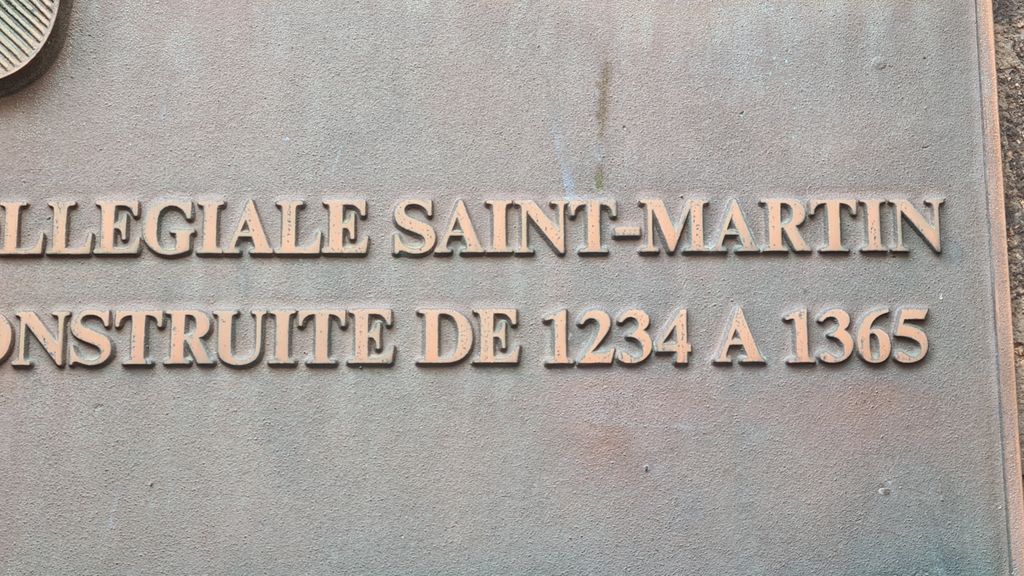 LLEGIALE SAINT-MARTIN
ONSTRUITE DE 1234 A 1365